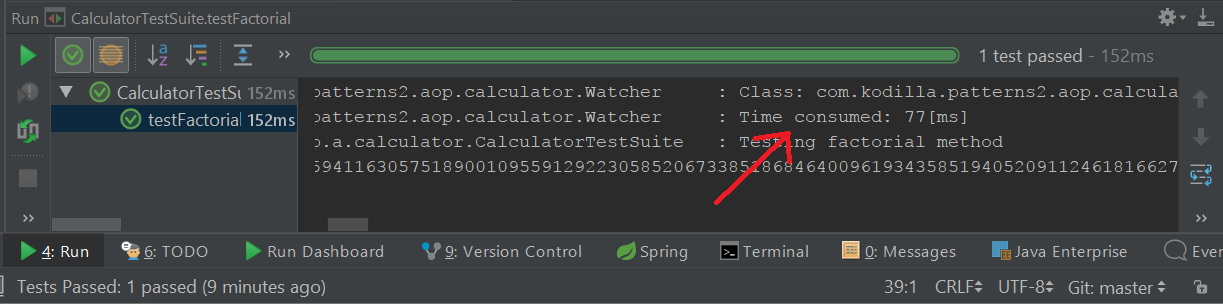 Run CalculatorTestSuite.testFactorial
1 test passed - 152ms
CalculatorTestSu 152ms
testFactorial 152ms
patterns2.aop.calculator.Watcher : Class: com.kodilla.patterns2.aop.calcula
patterns2.aop.calculator.Watcher : Time consumed: 77[ms]
o.a.calculator.CalculatorTestSuite : Testing factorial method
5941163057518900109559129223058520673385186846400961934358519405209112461816627
4: Run 6: TODO Run Dashboard 9: Version Control Spring Terminal 0: Messages Java Enterprise Even
Tests Passed: 1 passed (9 minutes ago) 39:1 CRLF UTF-8 Git: master